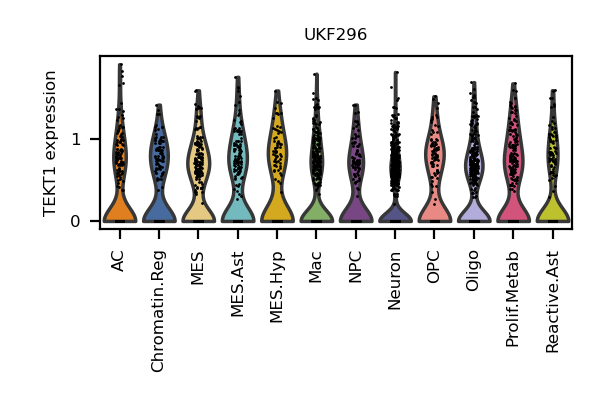 UKF296
TEKT1 expression
1
0
AC
Chromatin.Reg
MES
MES.Ast
MES.Hyp
Mac
NPC
Neuron
OPC
Oligo
Prolif.Metab
Reactive.Ast